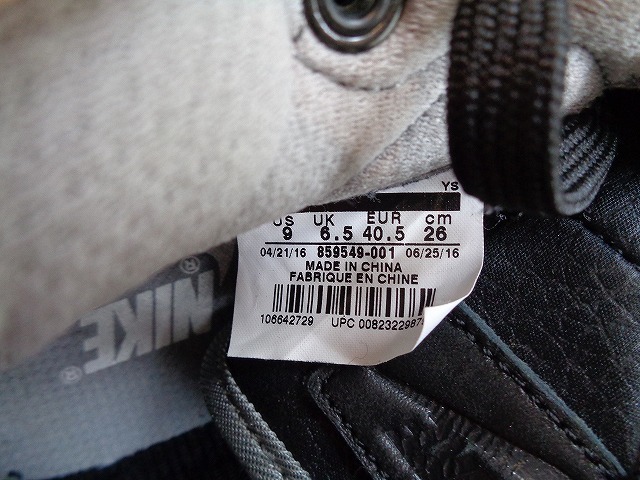 YS
US UK EUR cm
9 6.5 40.5 26
04/21/16 859549-001 06/25/16
MADE IN CHINA
FABRIQUE EN CHINE
106642729 UPC
NIKE®
®